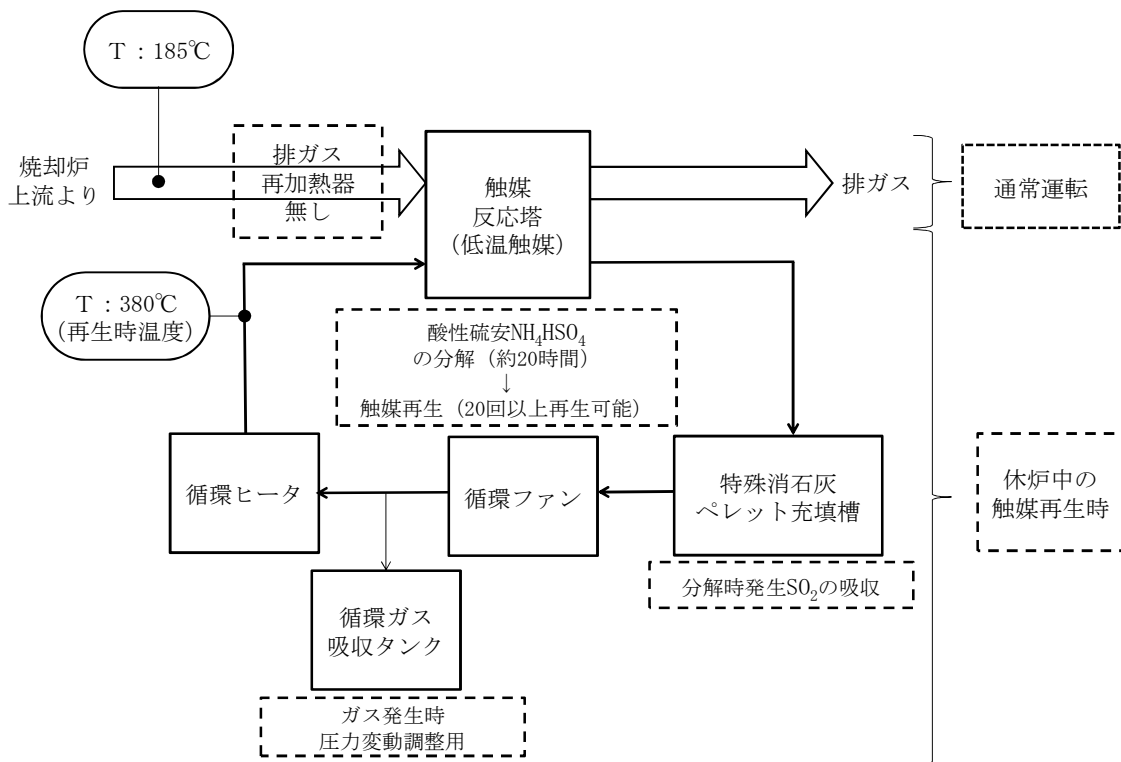 T：185℃
焼却炉
上流より
排ガス
再加熱器
無し
触媒
反応塔
（低温触媒）
排ガス
通常運転
T：380℃
（再生時温度）
酸性硫安NH₄HSO₄
の分解（約20時間）
↓
触媒再生（20回以上再生可能）
循環ヒータ
循環ファン
特殊消石灰
ペレット充填槽
休炉中の
触媒再生時
分解時発生SO₂の吸収
循環ガス
吸収タンク
ガス発生時
圧力変動調整用